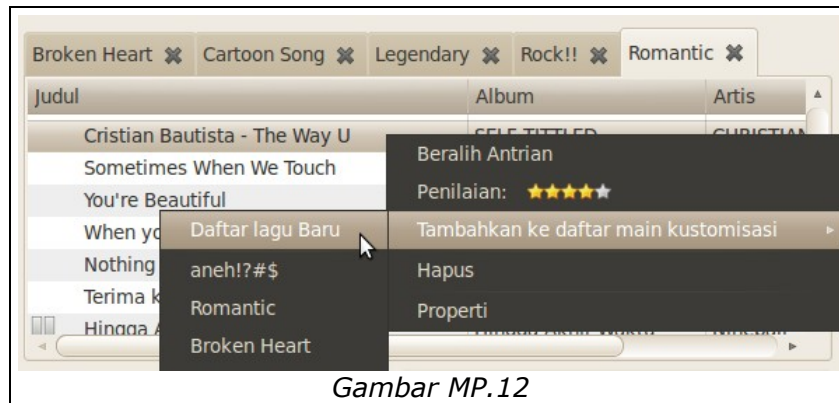 Broken Heart Cartoon Song Legendary Rock!! Romantic
Judul Album Artis
Cristian Bautista - The Way U
Sometimes When We Touch
You're Beautiful
When yo
Nothing
Terima k
Hingga A
Beralih Antrian
Penilaian:
Tambahkan ke daftar main kustomisasi
Hapus
Properti
Daftar lagu Baru
aneh!?#$
Romantic
Broken Heart
Gambar MP.12